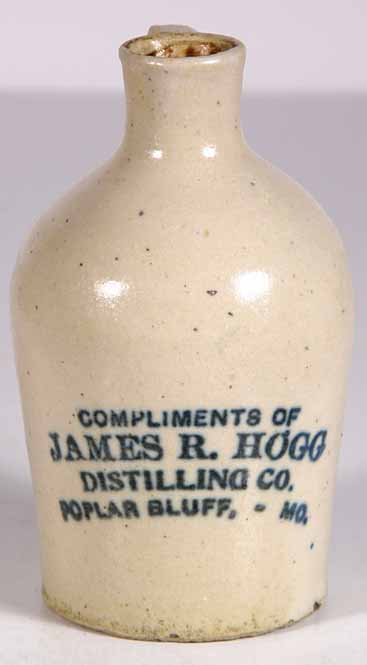 COMPLIMENTS OF
JAMES R. HOGG
DISTILLING CO.
POPLAR BLUFF, - MO.